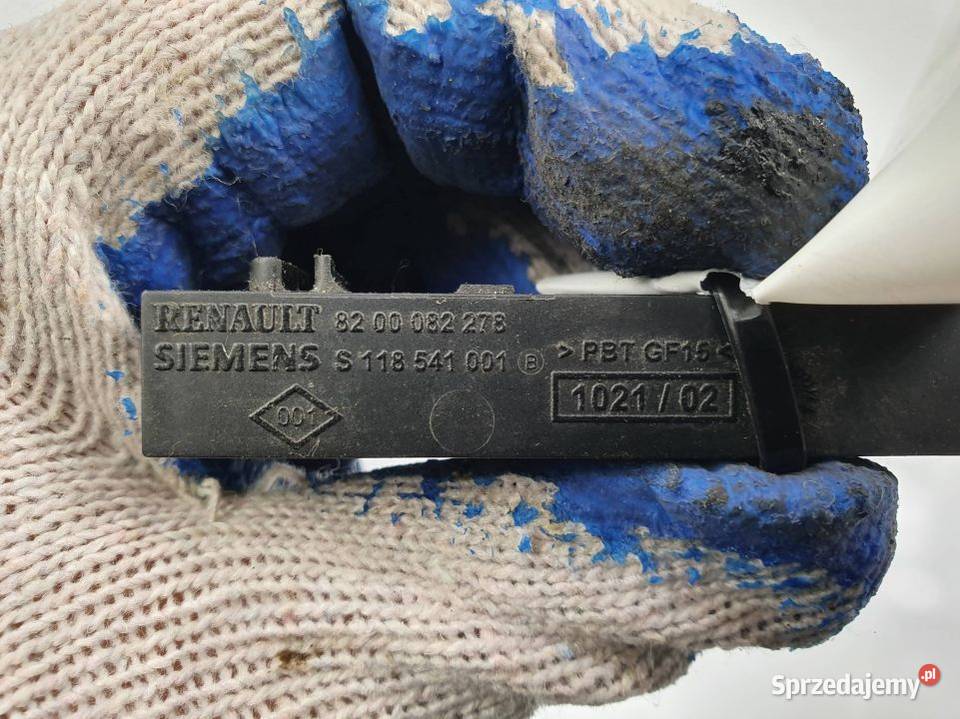 RENAULT 82 00 082 278
SIEMENS S 118 541 001 B > PBT GF15 <
1021 / 02
001
Sprzedajemy.pl